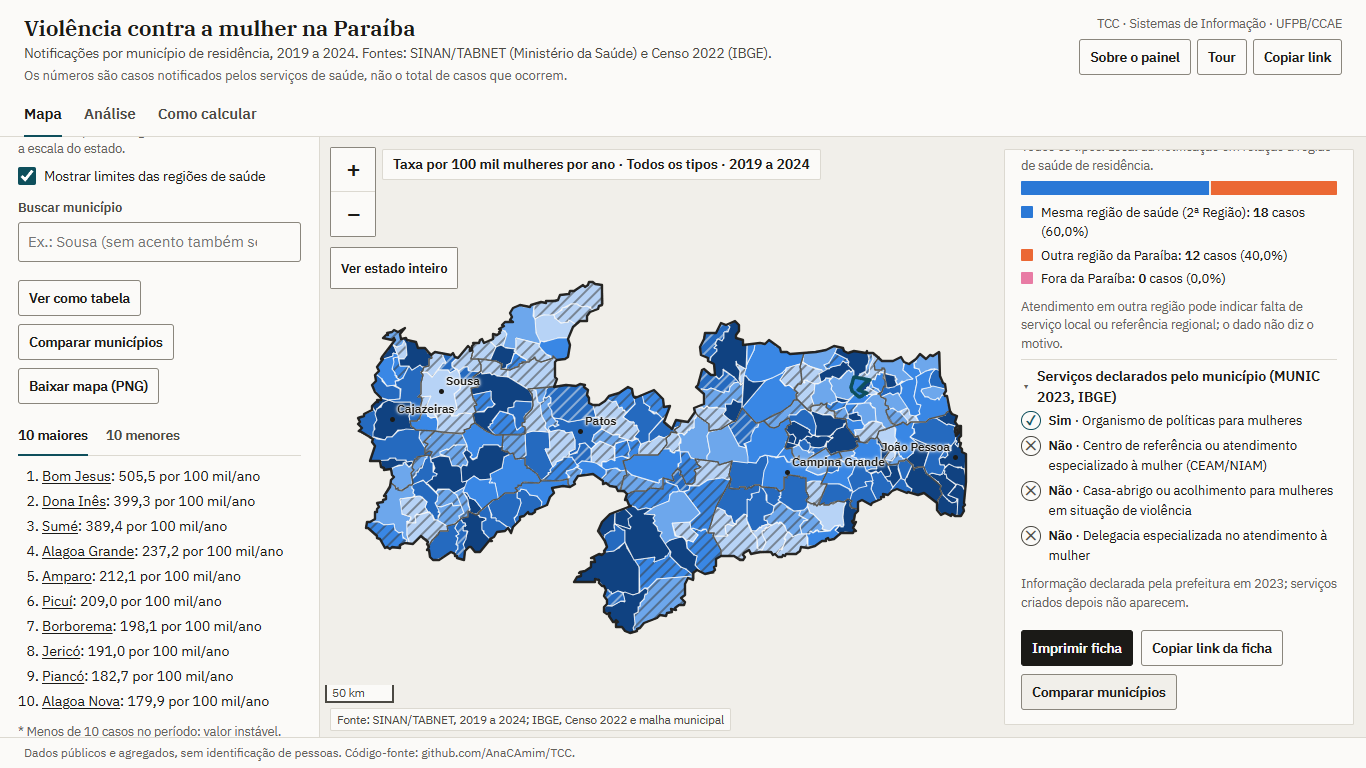 Violência contra a mulher na Paraíba
Notificações por município de residência, 2019 a 2024. Fontes: SINAN/TABNET (Ministério da Saúde) e Censo 2022 (IBGE).
Os números são casos notificados pelos serviços de saúde, não o total de casos que ocorrem.
TCC · Sistemas de Informação · UFPB/CCAE
Sobre o painel
Tour
Copiar link
Mapa
Análise
Como calcular
a escala do estado.
Mostrar limites das regiões de saúde
Buscar município
Ex.: Sousa (sem acento também se
Ver como tabela
Comparar municípios
Baixar mapa (PNG)
10 maiores
10 menores
1. Bom Jesus: 505,5 por 100 mil/ano
2. Dona Inês: 399,3 por 100 mil/ano
3. Sumé: 389,4 por 100 mil/ano
4. Alagoa Grande: 237,2 por 100 mil/ano
5. Amparo: 212,1 por 100 mil/ano
6. Picuí: 209,0 por 100 mil/ano
7. Borborema: 198,1 por 100 mil/ano
8. Jericó: 191,0 por 100 mil/ano
9. Piancó: 182,7 por 100 mil/ano
10. Alagoa Nova: 179,9 por 100 mil/ano
* Menos de 10 casos no período: valor instável.
+
−
Taxa por 100 mil mulheres por ano · Todos os tipos · 2019 a 2024
Ver estado inteiro
Sousa
Cajazeiras
Patos
João Pessoa
Campina Grande
50 km
Fonte: SINAN/TABNET, 2019 a 2024; IBGE, Censo 2022 e malha municipal
Todos os tipos. Local da notificação em relação à região
de saúde de residência.
Mesma região de saúde (2ª Região): 18 casos
(60,0%)
Outra região da Paraíba: 12 casos (40,0%)
Fora da Paraíba: 0 casos (0,0%)
Atendimento em outra região pode indicar falta de
serviço local ou referência regional; o dado não diz o
motivo.
Serviços declarados pelo município (MUNIC
2023, IBGE)
Sim · Organismo de políticas para mulheres
Não · Centro de referência ou atendimento
especializado à mulher (CEAM/NIAM)
Não · Casa-abrigo ou acolhimento para mulheres
em situação de violência
Não · Delegacia especializada no atendimento à
mulher
Informação declarada pela prefeitura em 2023; serviços
criados depois não aparecem.
Imprimir ficha
Copiar link da ficha
Comparar municípios
Dados públicos e agregados, sem identificação de pessoas. Código-fonte: github.com/AnaCAmim/TCC.